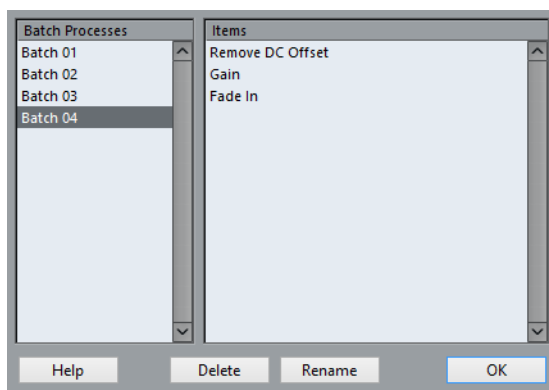 Batch Processes
Batch 01
Batch 02
Batch 03
Batch 04
Items
Remove DC Offset
Gain
Fade In
Help
Delete
Rename
OK